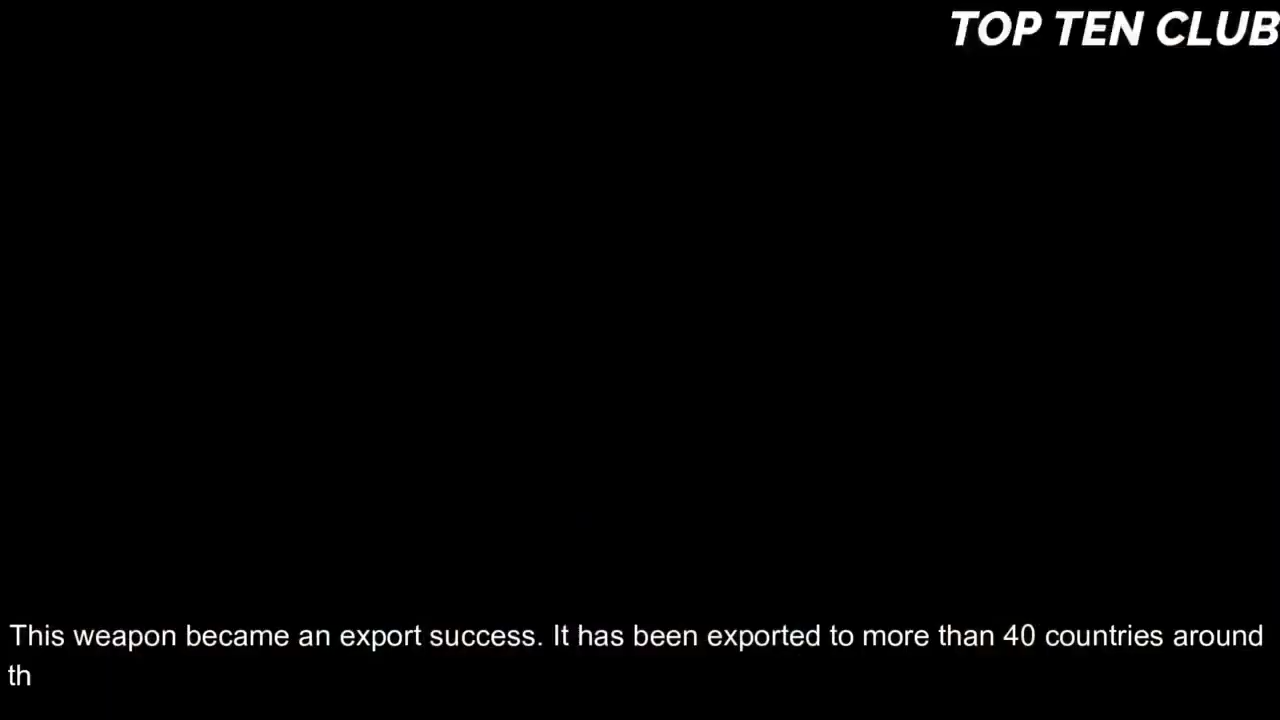 TOP TEN CLUB
This weapon became an export success. It has been exported to more than 40 countries around
th